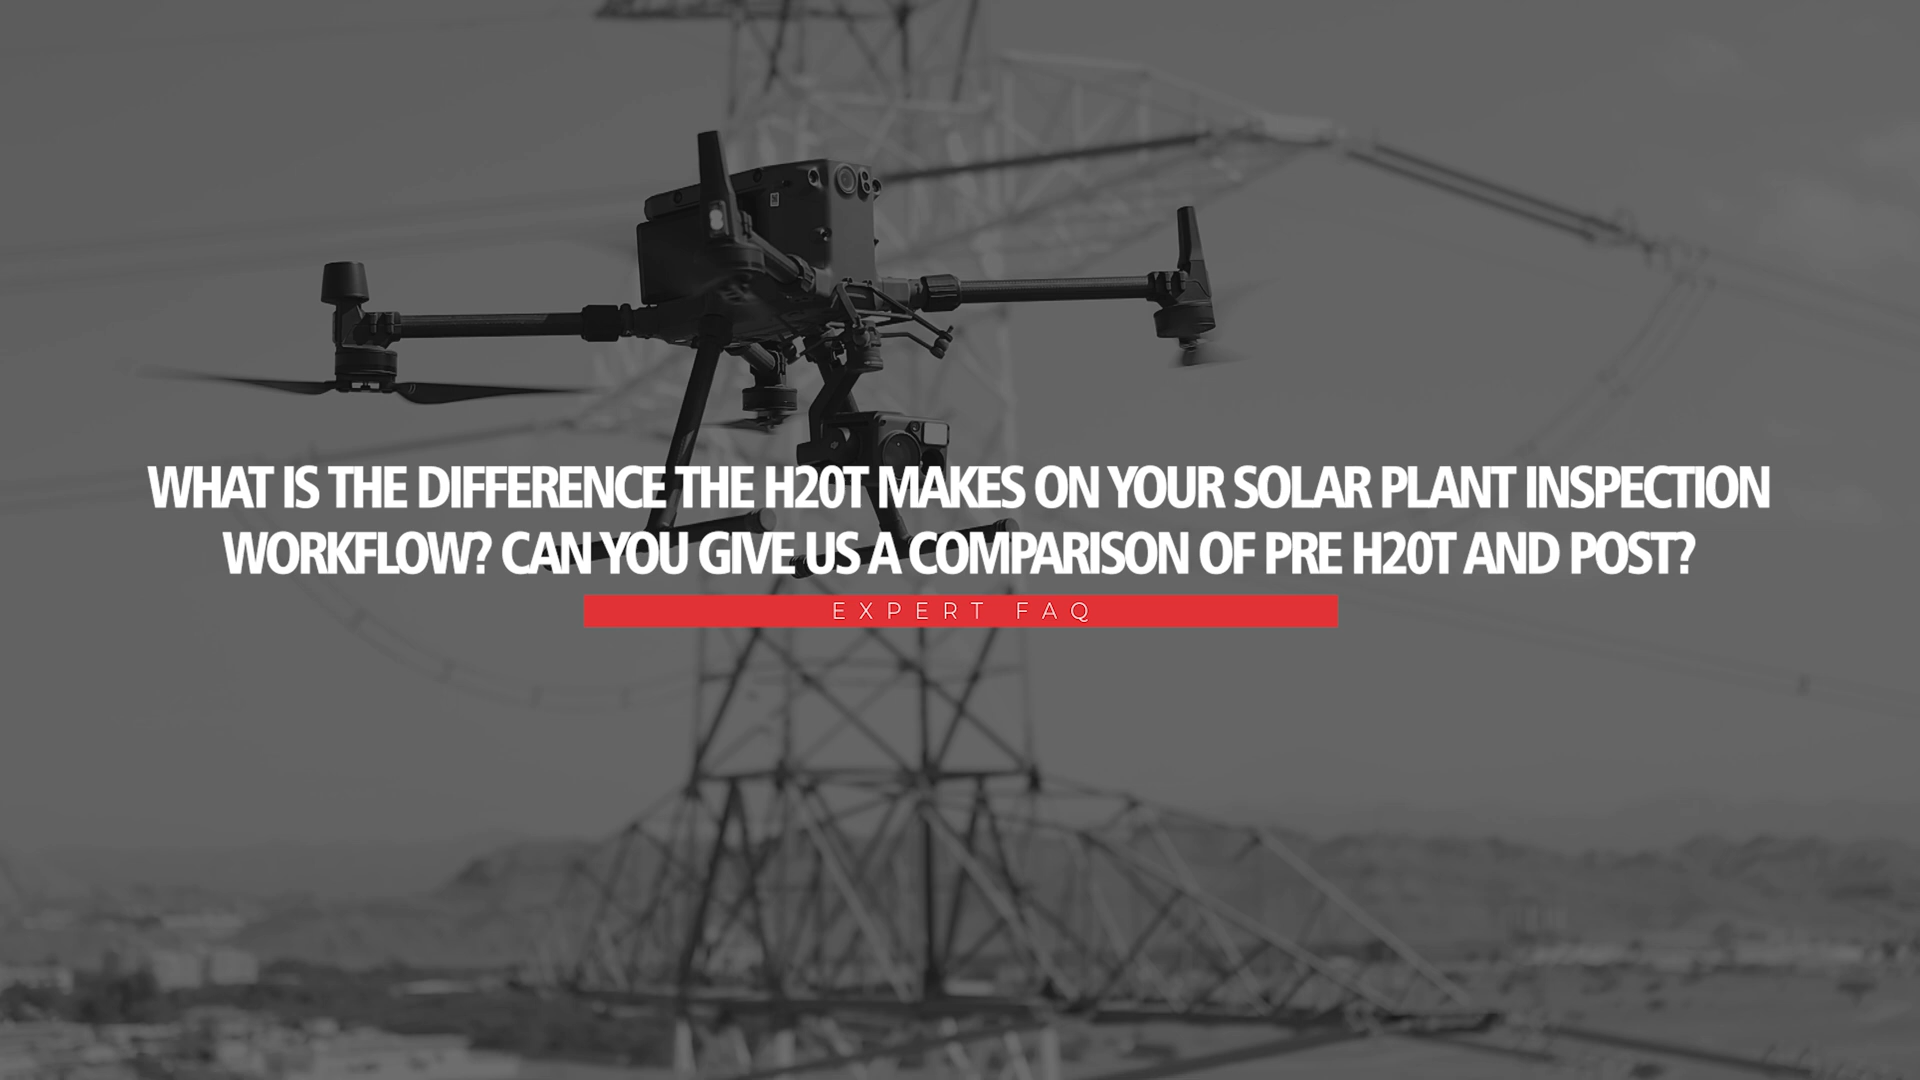 WHAT IS THE DIFFERENCE THE H20T MAKES ON YOUR SOLAR PLANT INSPECTION
WORKFLOW? CAN YOU GIVE US A COMPARISON OF PRE H20T AND POST?
EXPERT FAQ